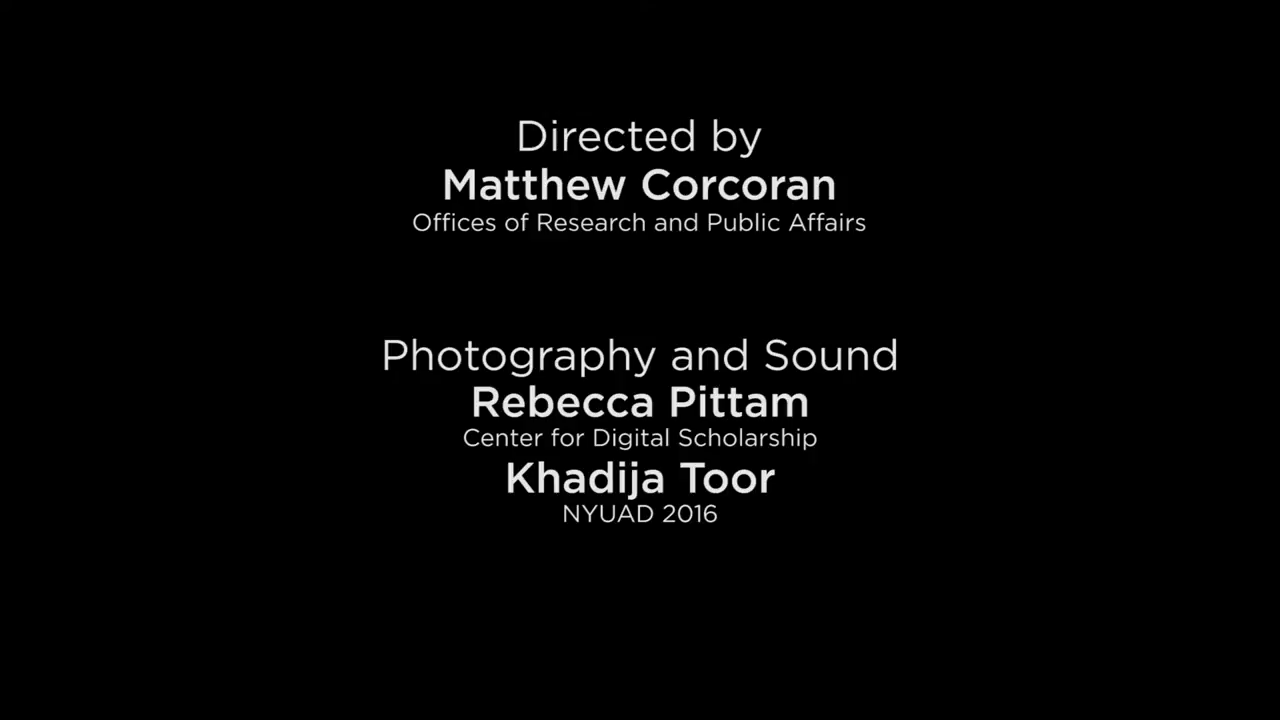 Directed by
Matthew Corcoran
Offices of Research and Public Affairs
Photography and Sound
Rebecca Pittam
Center for Digital Scholarship
Khadija Toor
NYUAD 2016